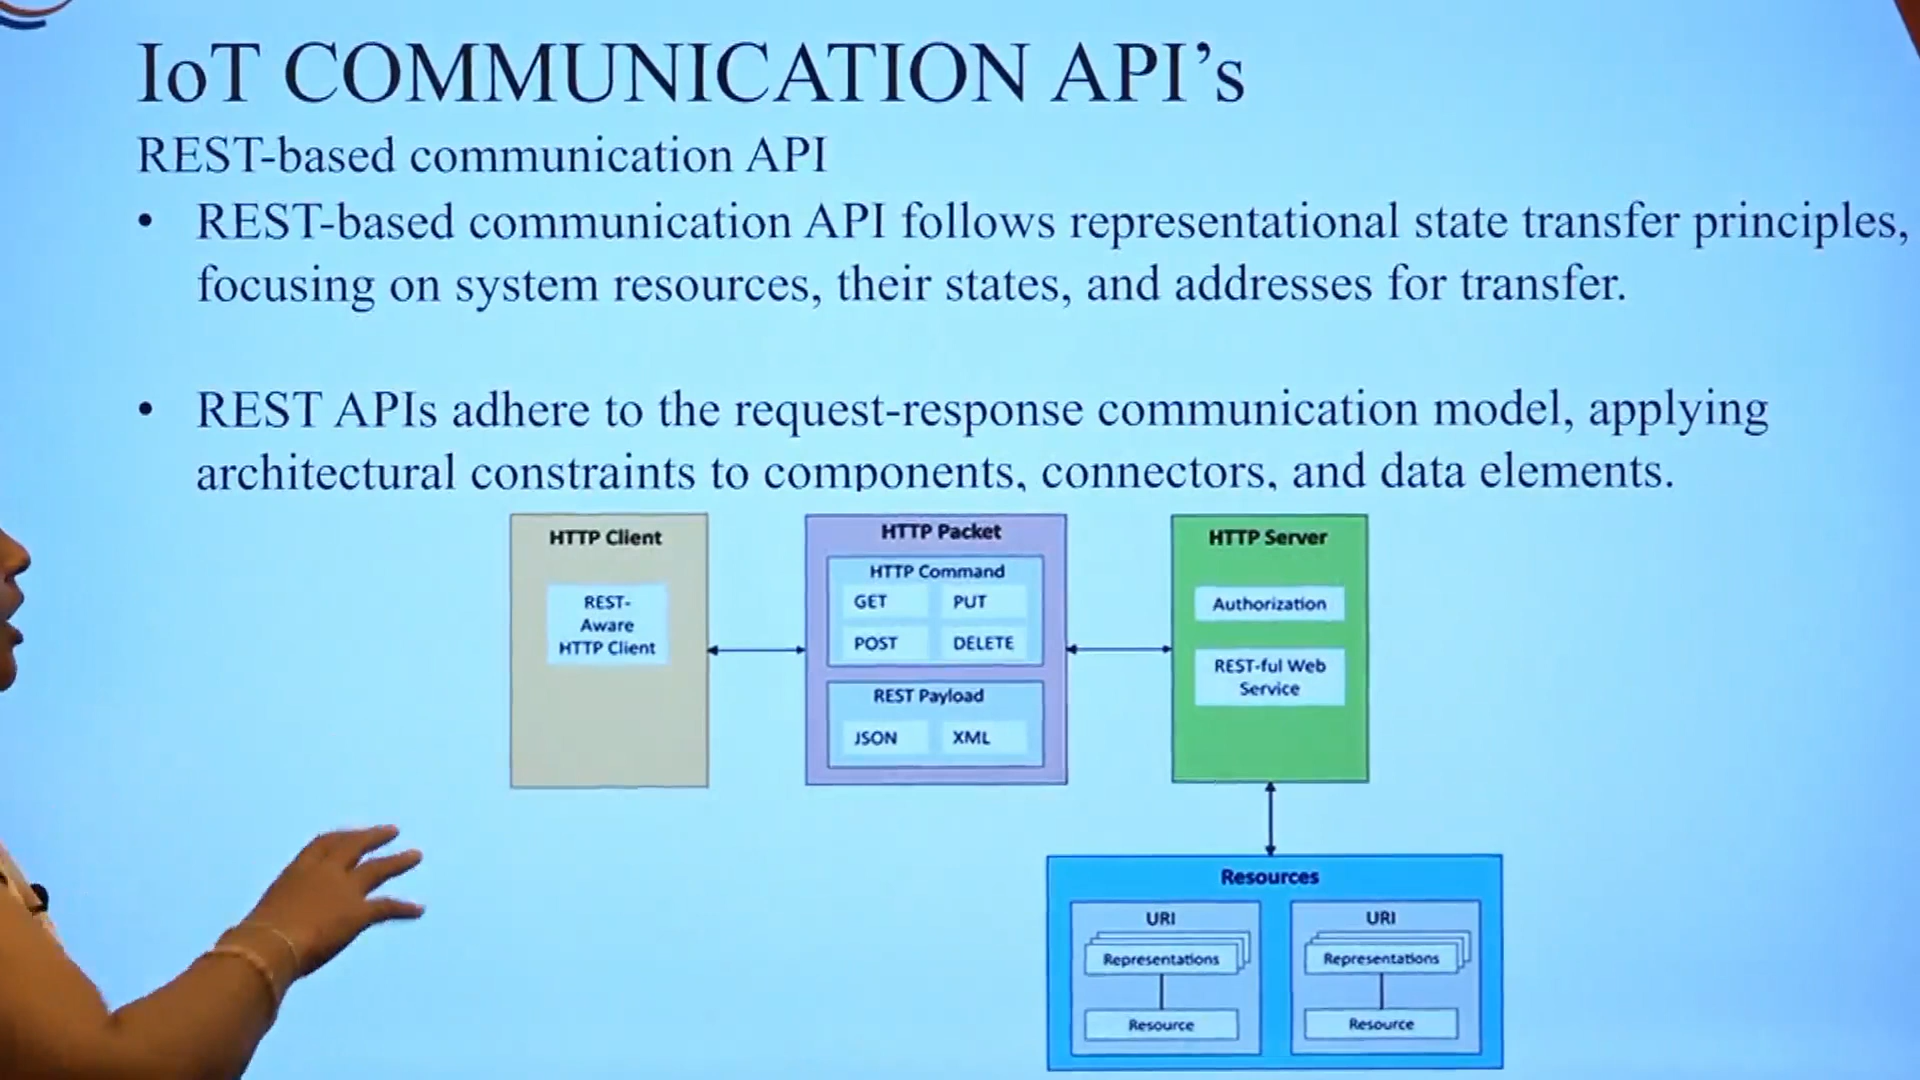 IoT COMMUNICATION API’s
REST-based communication API
• REST-based communication API follows representational state transfer principles,
focusing on system resources, their states, and addresses for transfer.
• REST APIs adhere to the request-response communication model, applying
architectural constraints to components, connectors, and data elements.
HTTP Client
REST-
Aware
HTTP Client
HTTP Packet
HTTP Command
GET PUT
POST DELETE
REST Payload
JSON XML
HTTP Server
Authorization
REST-ful Web
Service
Resources
URI
Representations
Resource
URI
Representations
Resource